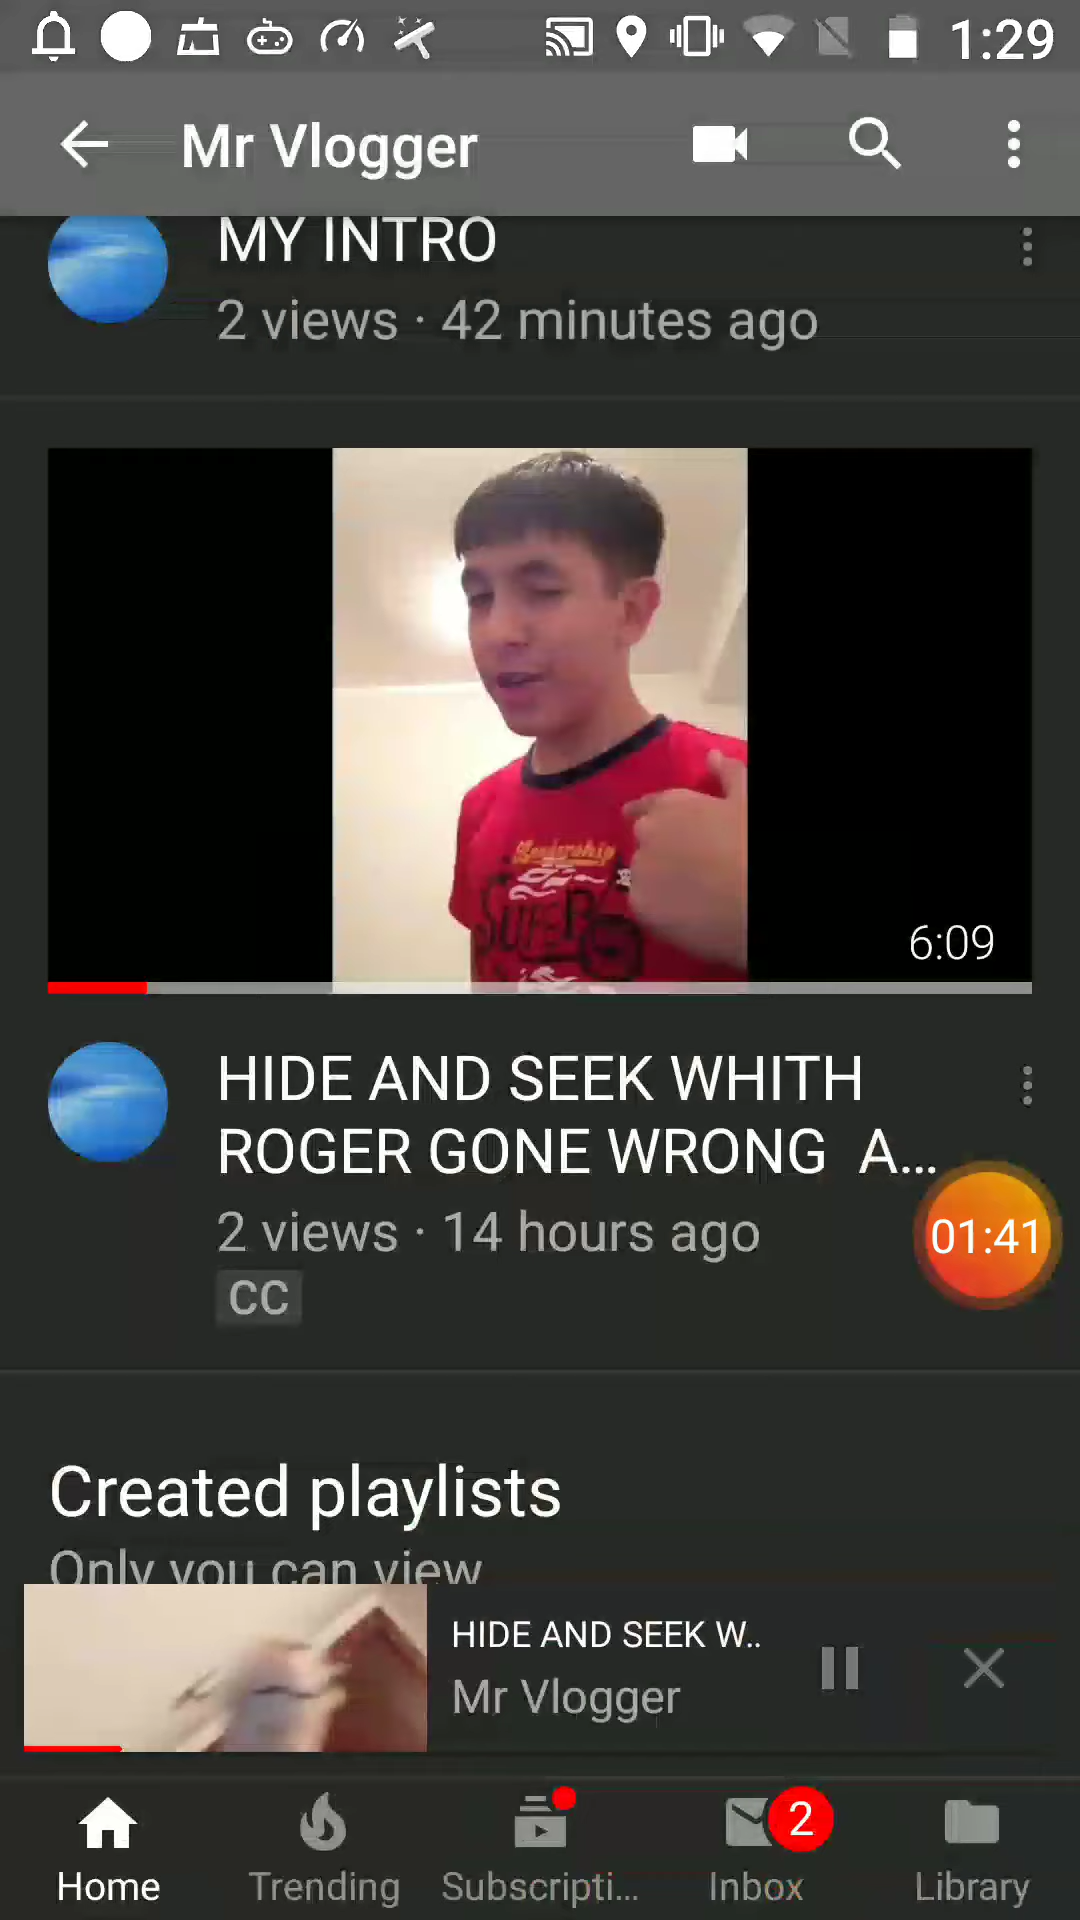 1:29
Mr Vlogger
MY INTRO
2 views · 42 minutes ago
Leadership
SUPER
6:09
HIDE AND SEEK WHITH
ROGER GONE WRONG A...
2 views · 14 hours ago
CC
01:41
Created playlists
Only you can view
HIDE AND SEEK W..
Mr Vlogger
2
Home
Trending
Subscripti...
Inbox
Library